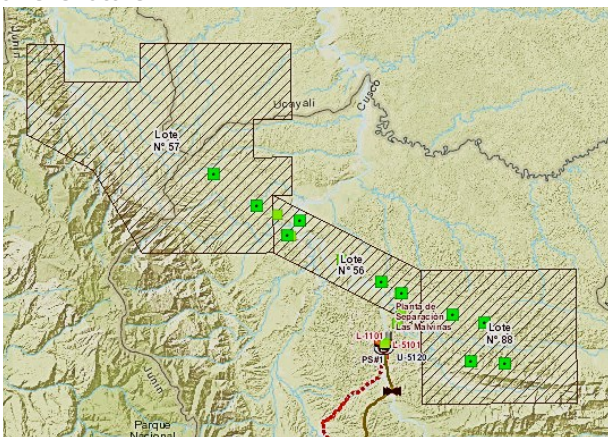 Junín
Ucayali
Cusco
Lote
N° 57
Lote
N° 56
Planta de
Separación
Las Malvinas
Lote
N° 88
L-1101
L-5101
PS#1
U-5120
Junín
Parque
Nacional